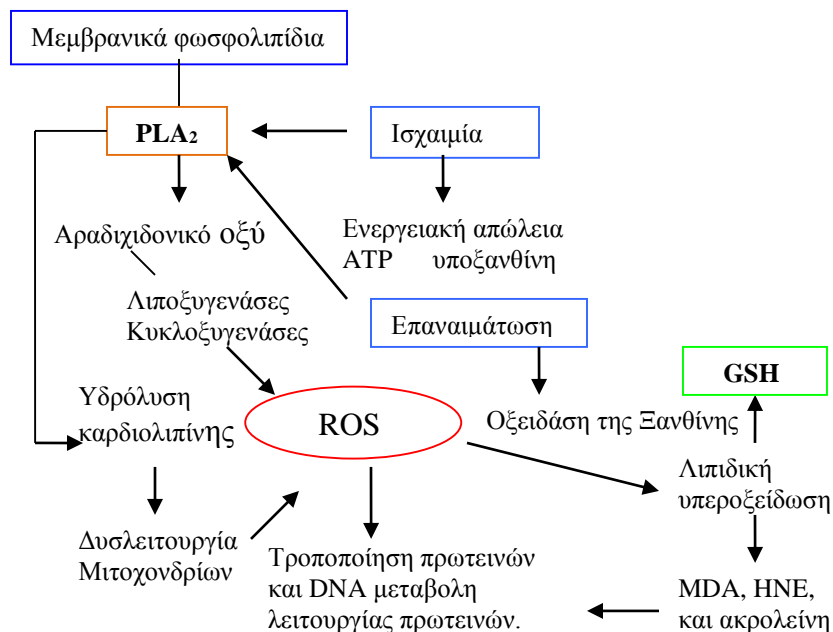 Μεμβρανικά φωσφολιπίδια
PLA₂
Ισχαιμία
Αραδιχιδονικό οξύ
Ενεργειακή απώλεια
ATP υποξανθίνη
Λιποξυγενάσες
Κυκλοξυγενάσες
Επαναιμάτωση
GSH
Υδρόλυση
καρδιολιπίνης
ROS
Οξειδάση της Ξανθίνης
Λιπιδική
υπεροξείδωση
Δυσλειτουργία
Μιτοχονδρίων
Τροποποίηση πρωτεινών
και DNA μεταβολη
λειτουργίας πρωτεινών.
MDA, HNE,
και ακρολείνη